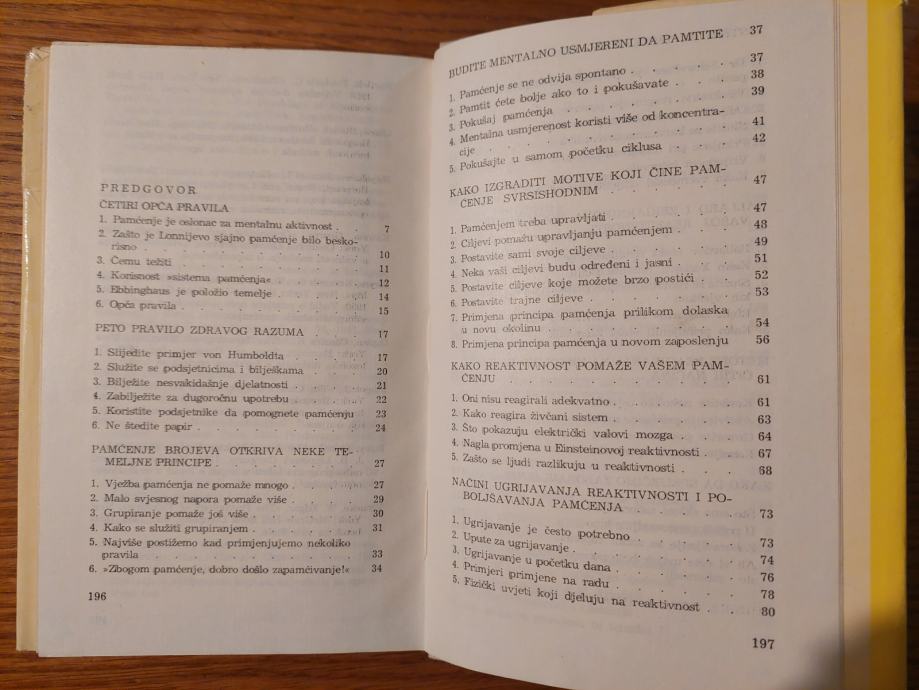 PREDGOVOR
ČETIRI OPĆA PRAVILA
1. Pamćenje je oslonac za mentalnu aktivnost . 7
2. Zašto je Lonnijevo sjajno pamćenje bilo besko-
risno . . . . . . . . . . 10
3. Čemu težiti . . . . . . . . 11
4. Korisnost »sistema pamćenja« . . . . 12
5. Ebbinghaus je položio temelje . . . . 14
6. Opća pravila . . . . . . . . 15
PETO PRAVILO ZDRAVOG RAZUMA . . . 17
1. Slijedite primjer von Humboldta . . . . 17
2. Služite se podsjetnicima i bilješkama . . . 20
3. Bilježite nesvakidašnje djelatnosti . . . 21
4. Zabilježite za dugoročnu upotrebu . . . 22
5. Koristite podsjetnike da pomognete pamćenju 23
6. Ne štedite papir . . . . . . . 24
PAMĆENJE BROJEVA OTKRIVA NEKE TE-
MELJNE PRINCIPE . . . . . . . 27
1. Vježba pamćenja ne pomaže mnogo . . . 27
2. Malo svjesnog napora pomaže više . . . 29
3. Grupiranje pomaže još više . . . . . 30
4. Kako se služiti grupiranjem . . . . . 31
5. Najviše postižemo kad primjenjujemo nekoliko
pravila . . . . . . . . . 33
6. »Zbogom pamćenje, dobro došlo zapamćivanje!« 34
196
BUDITE MENTALNO USMJERENI DA PAMTITE 37
1. Pamćenje se ne odvija spontano . . . . 37
2. Pamtit ćete bolje ako to i pokušavate . . . 38
3. Pokušaj pamćenja . . . . . . . 39
4. Mentalna usmjerenost koristi više od koncentra-
cije . . . . . . . . . . 41
5. Pokušajte u samom početku ciklusa . . . 42
KAKO IZGRADITI MOTIVE KOJI ČINE PAM-
ĆENJE SVRSISHODNIM . . . . . . 47
1. Pamćenjem treba upravljati . . . . . 47
2. Ciljevi pomažu upravljanju pamćenjem . . 48
3. Postavite sami svoje ciljeve . . . . . 49
4. Neka vaši ciljevi budu određeni i jasni . . 51
5. Postavite ciljeve koje možete brzo postići . . 52
6. Postavite trajne ciljeve . . . . . . 53
7. Primjena principa pamćenja prilikom dolaska
u novu okolinu . . . . . . . . 54
8. Primjena principa pamćenja u novom zaposlenju 56
KAKO REAKTIVNOST POMAŽE VAŠEM PAM-
ĆENJU . . . . . . . . . . 61
1. Oni nisu reagirali adekvatno . . . . . 61
2. Kako reagira živčani sistem . . . . . 63
3. Što pokazuju električki valovi mozga . . . 64
4. Nagla promjena u Einsteinovoj reaktivnosti . 67
5. Zašto se ljudi razlikuju u reaktivnosti . . . 68
NAČINI UGRIJAVANJA REAKTIVNOSTI I PO-
BOLJŠAVANJA PAMĆENJA . . . . . 73
1. Ugrijavanje je često potrebno . . . . 73
2. Upute za ugrijavanje . . . . . . 74
3. Ugrijavanje u početku dana . . . . . 76
4. Primjeri primjene na radu . . . . . 78
5. Fizički uvjeti koji djeluju na reaktivnost . . 80
197